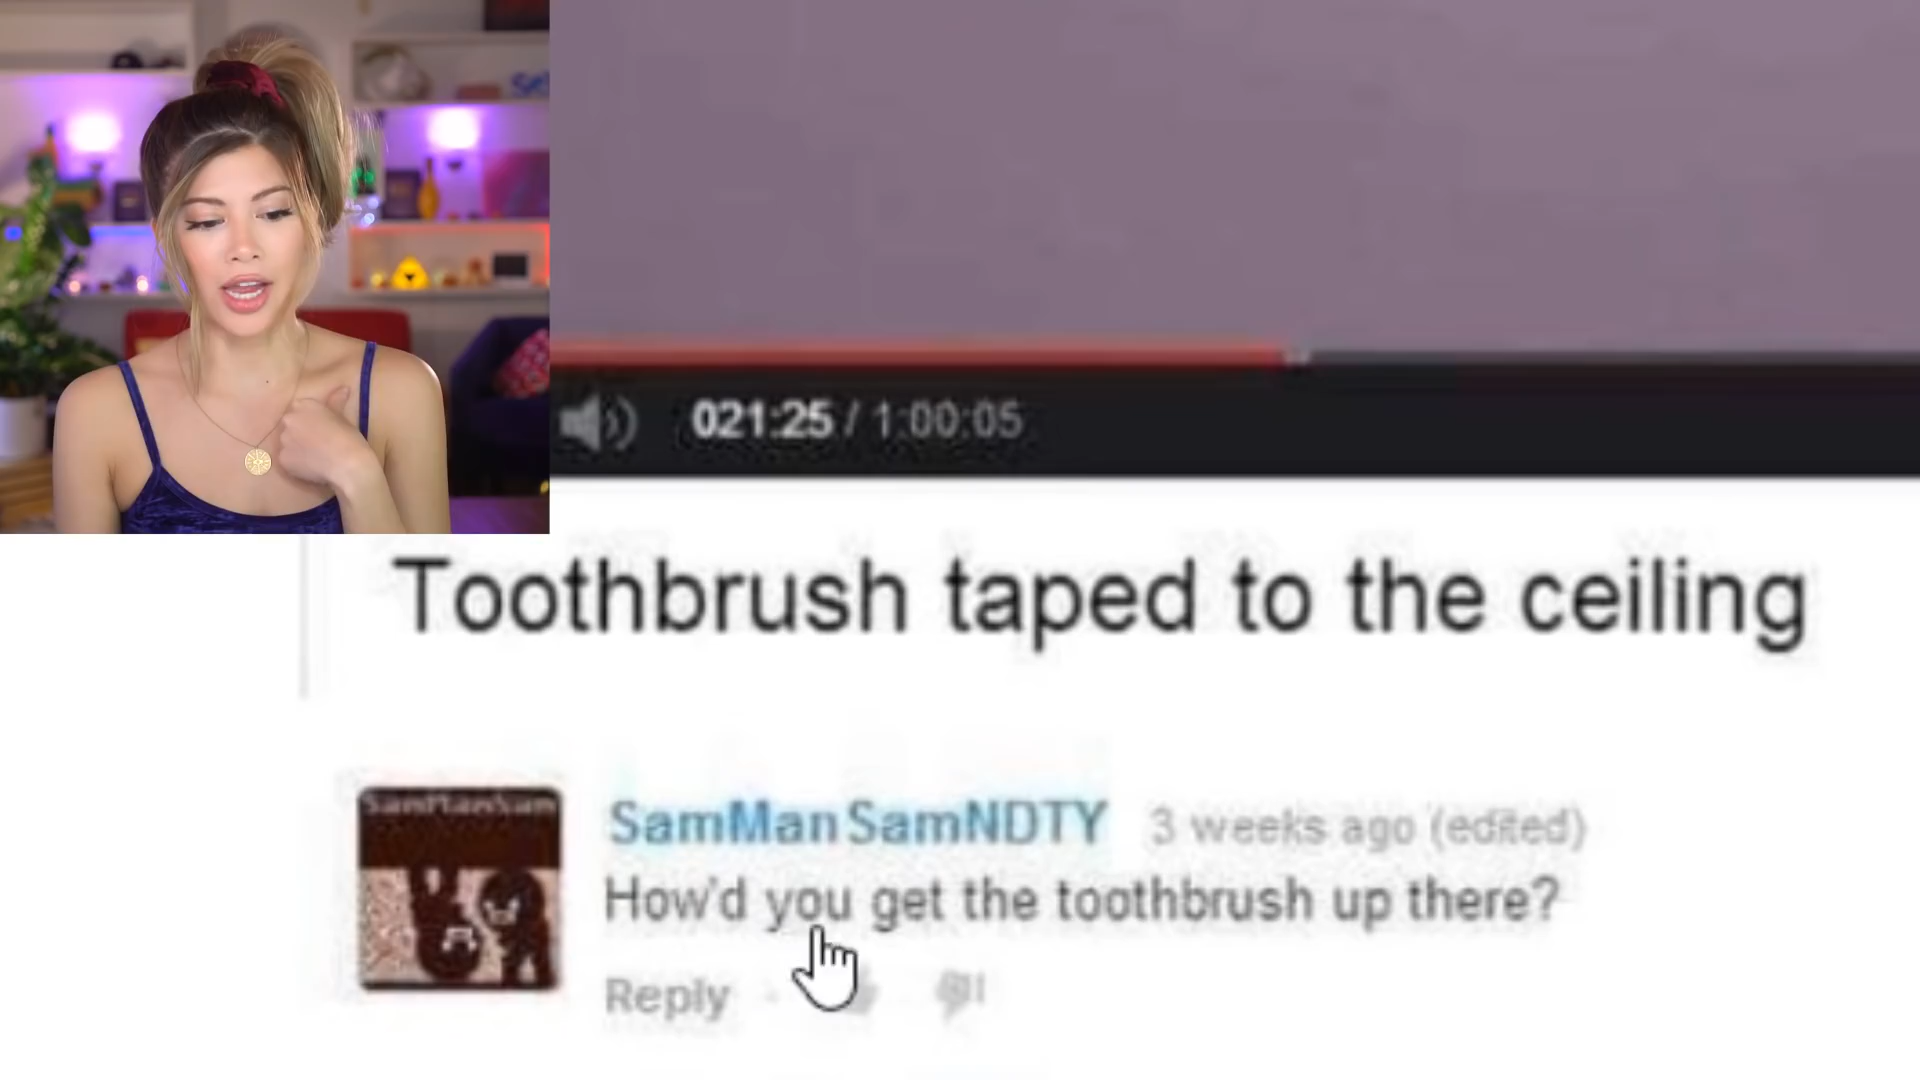 021:25 / 1:00:05
Toothbrush taped to the ceiling
SamManSamNDTY 3 weeks ago (edited)
How'd you get the toothbrush up there?
Reply